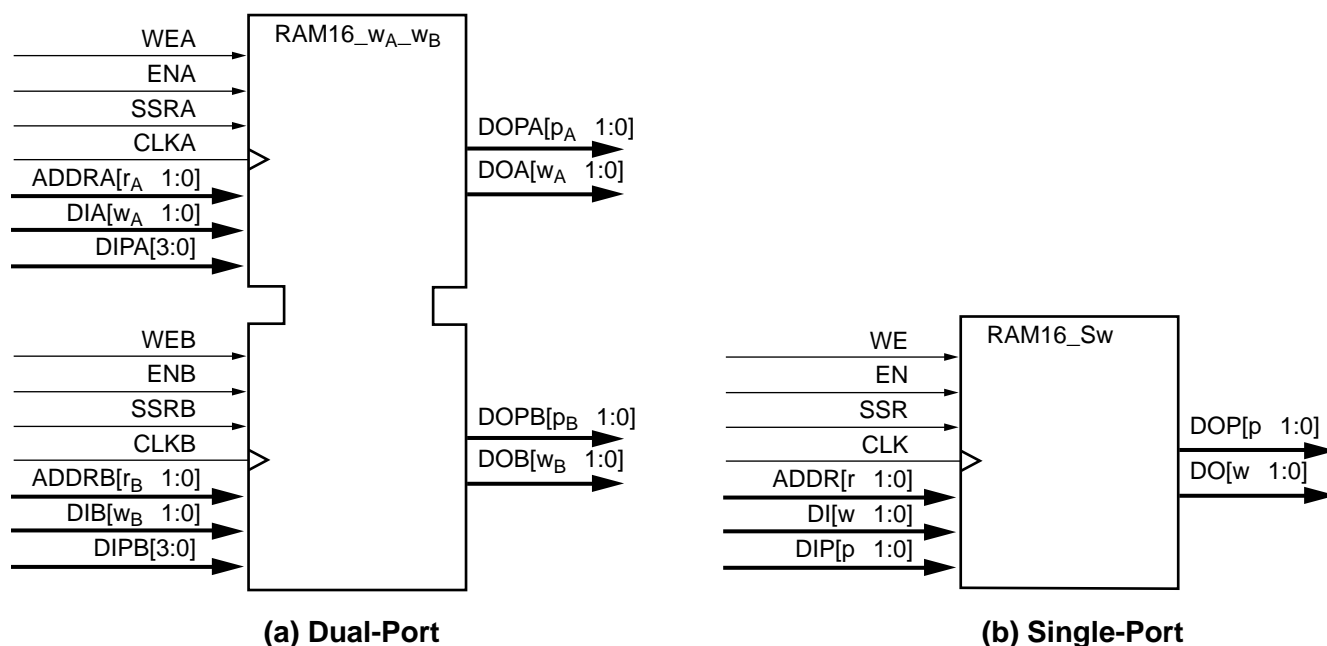 WEA
ENA
SSRA
CLKA
ADDRA[rA 1:0]
DIA[wA 1:0]
DIPA[3:0]
RAM16_wA_wB
DOPA[pA 1:0]
DOA[wA 1:0]
WEB
ENB
SSRB
CLKB
ADDRB[rB 1:0]
DIB[wB 1:0]
DIPB[3:0]
DOPB[pB 1:0]
DOB[wB 1:0]
(a) Dual-Port
WE
EN
SSR
CLK
ADDR[r 1:0]
DI[w 1:0]
DIP[p 1:0]
RAM16_Sw
DOP[p 1:0]
DO[w 1:0]
(b) Single-Port